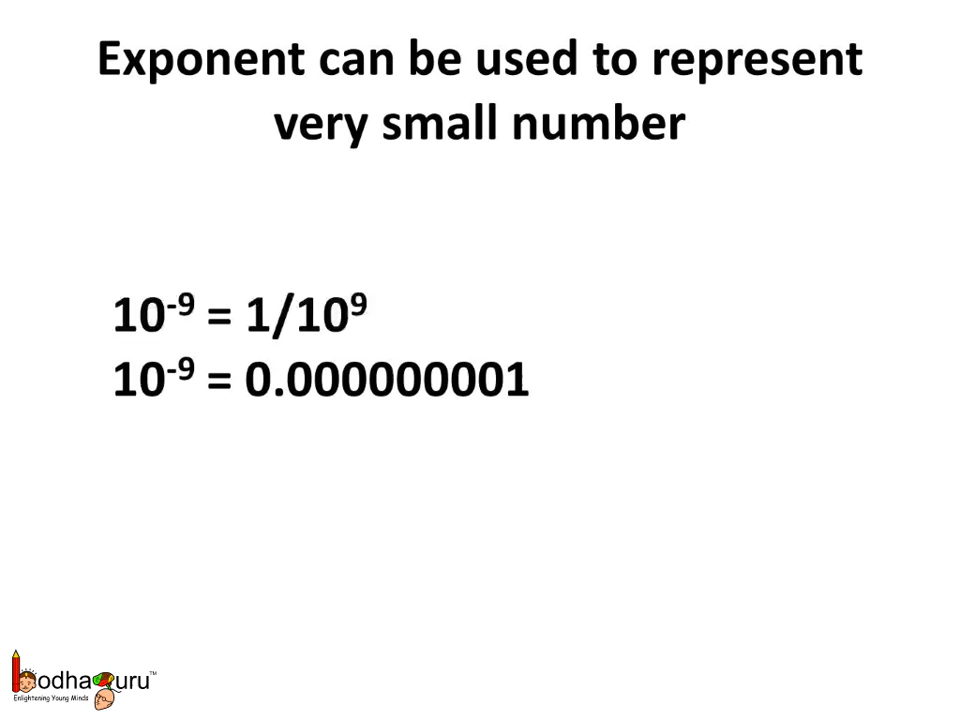 Exponent can be used to represent
very small number
10⁻⁹ = 1/10⁹
10⁻⁹ = 0.000000001
bodhaguru™
Enlightening Young Minds